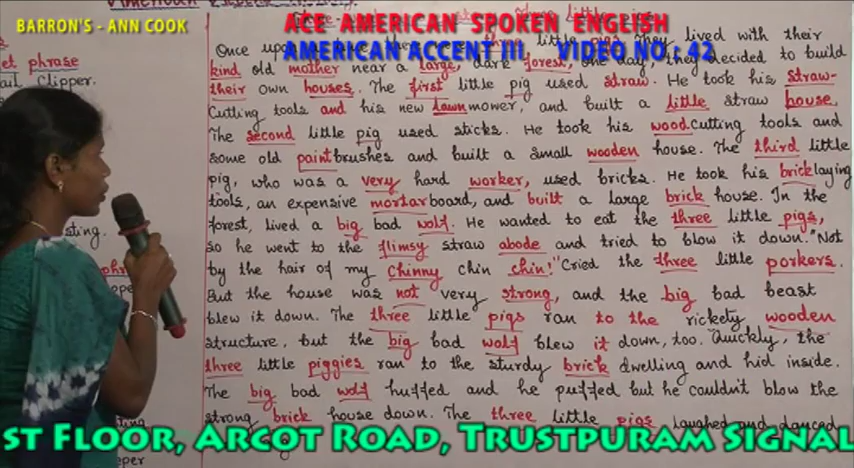 BARRON'S - ANN COOK
ACE AMERICAN SPOKEN ENGLISH
AMERICAN ACCENT III, VIDEO NO : 42
et phrase
ail Clipper.
sting.
Once little pigs. They lived with their
kind old mother near a large, dark forest, one day, they decided to build
their own houses. The first little pig used straw. He took his straw-
Cutting tools and his new lawnmower, and built a little straw house.
The second little pig used sticks. He took his woodcutting tools and
some old paintbrushes and built a small wooden house. The third little
pig, who was a very hard worker, used bricks. He took his bricklaying
tools, an expensive mortarboard, and built a large brick house. In the
forest, lived a big bad wolf. He wanted to eat the three little pigs,
so he went to the flimsy straw abode and tried to blow it down. "Not
by the hair of my Chinny chin chin!" Cried the three little porkers.
But the house was not very strong, and the big bad beast
blew it down. The three little pigs ran to the rickety wooden
structure, but the big bad wolf blew it down, too. Quickly, the
three little piggies ran to the sturdy brick dwelling and hid inside.
The big bad wolf huffed and he puffed but he couldn't blow the
strong brick house down. The three little pigs laughed and danced
ST FLOOR, ARCOT ROAD, TRUSTPURAM SIGNAL